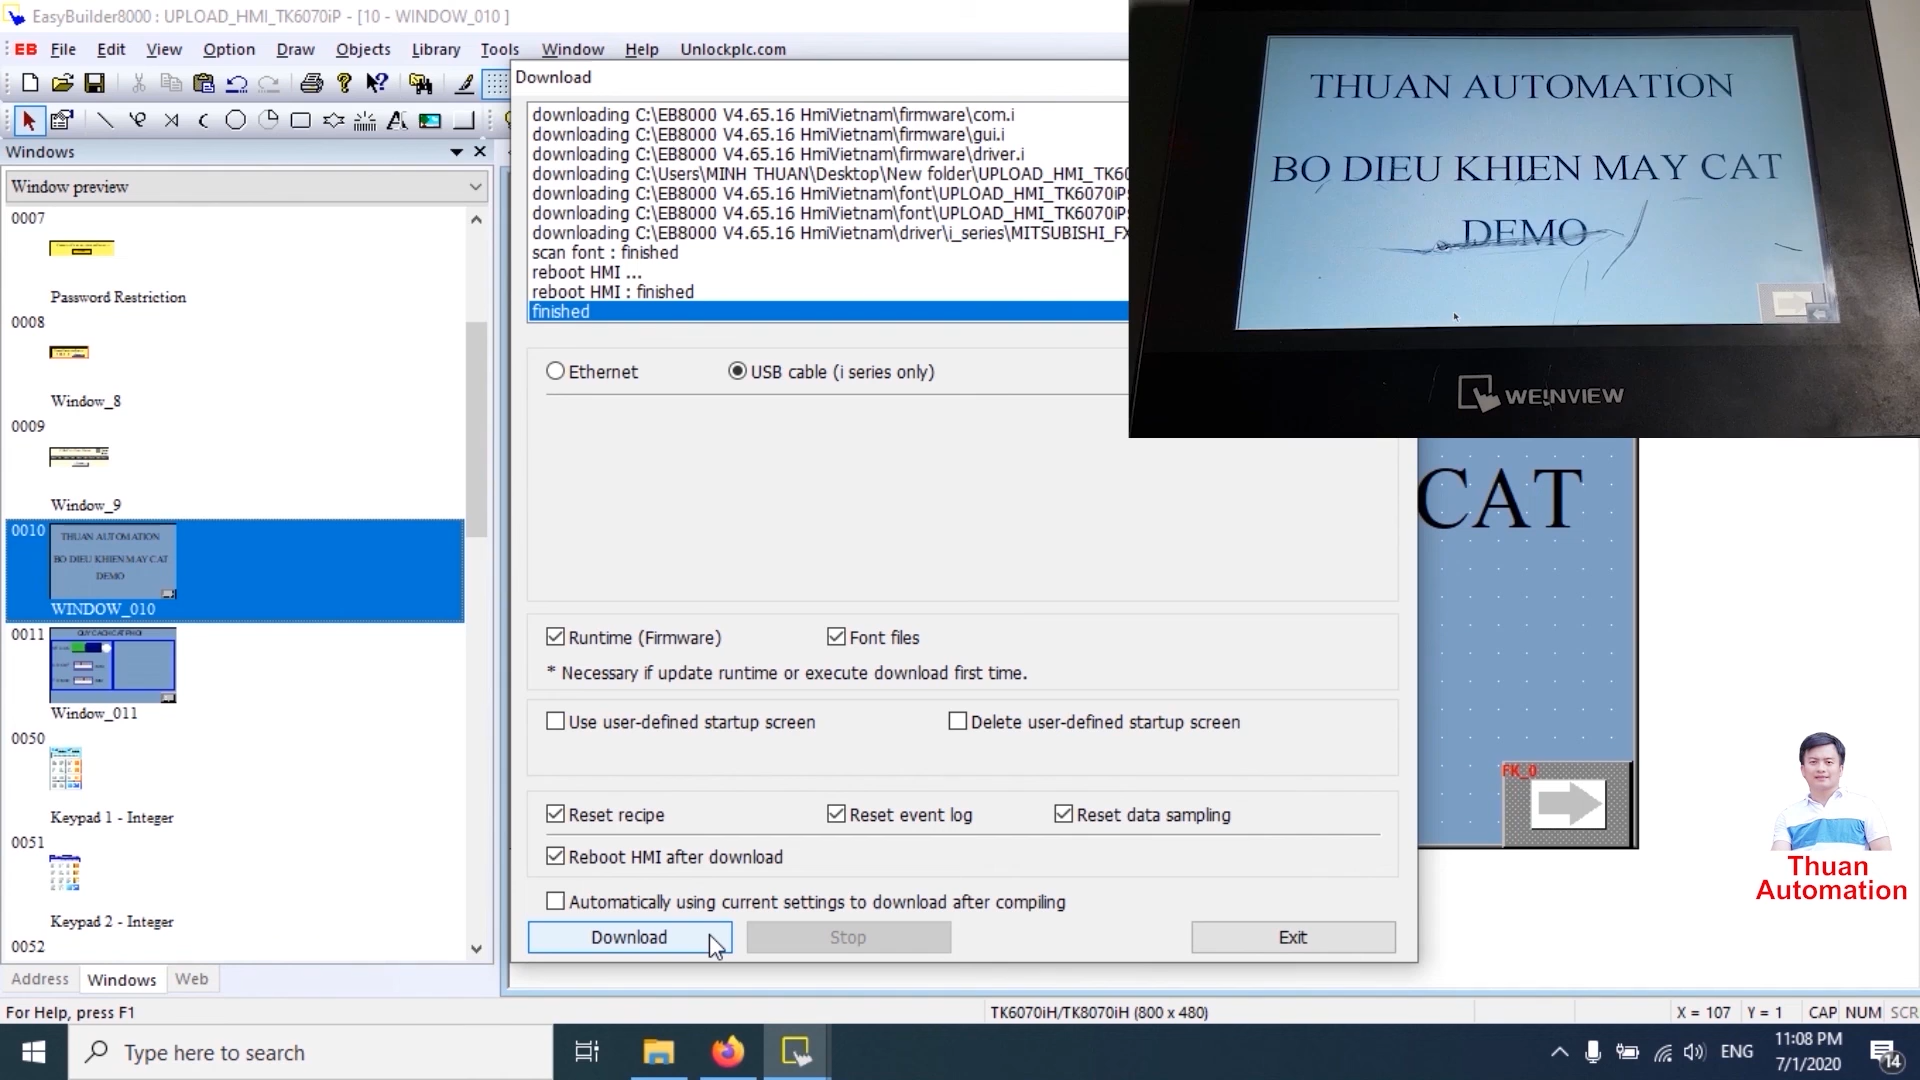 EasyBuilder8000 : UPLOAD_HMI_TK6070iP - [10 - WINDOW_010 ]
EB File Edit View Option Draw Objects Library Tools Window Help Unlockplc.com
Windows
Window preview
0007
Password Restriction
0008
Window_8
0009
Window_9
0010
THUAN AUTOMATION
BO DIEU KHIEN MAY CAT
DEMO
WINDOW_010
0011
Window_011
0050
Keypad 1 - Integer
0051
Keypad 2 - Integer
0052
Address Windows Web
For Help, press F1
Download
downloading C:\EB8000 V4.65.16 HmiVietnam\firmware\com.i
downloading C:\EB8000 V4.65.16 HmiVietnam\firmware\gui.i
downloading C:\EB8000 V4.65.16 HmiVietnam\firmware\driver.i
downloading C:\Users\MINH THUAN\Desktop\New folder\UPLOAD_HMI_TK60
downloading C:\EB8000 V4.65.16 HmiVietnam\font\UPLOAD_HMI_TK6070iP
downloading C:\EB8000 V4.65.16 HmiVietnam\font\UPLOAD_HMI_TK6070iP
downloading C:\EB8000 V4.65.16 HmiVietnam\driver\i_series\MITSUBISHI_FX
scan font : finished
reboot HMI ...
reboot HMI : finished
finished
Ethernet USB cable (i series only)
Runtime (Firmware) Font files
* Necessary if update runtime or execute download first time.
Use user-defined startup screen Delete user-defined startup screen
Reset recipe Reset event log Reset data sampling
Reboot HMI after download
Automatically using current settings to download after compiling
Download Stop Exit
THUAN AUTOMATION
BO DIEU KHIEN MAY CAT
DEMO
WE!NVIEW
CAT
FK_0
Thuan
Automation
TK6070iH/TK8070iH (800 x 480)
X = 107 Y = 1 CAP NUM SCR
Type here to search
ENG
11:08 PM
7/1/2020
14